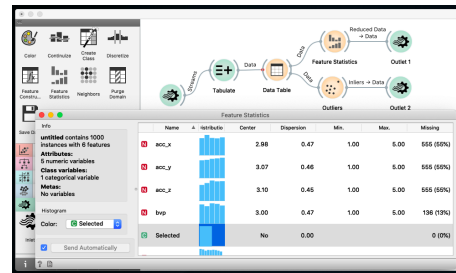 Color
Continuize
Create
Class
Discretize
Feature
Constru...
Feature
Statistics
Neighbors
Purge
Domain
Save D
Streams
Tabulate
Data
Data Table
Data
Data
Feature Statistics
Reduced Data
→ Data
Outlet 1
Outliers
Inliers → Data
Outlet 2
Feature Statistics
Info
untitled contains 1000
instances with 6 features
Attributes:
5 numeric variables
Class variables:
1 categorical variable
Metas:
No variables
Histogram
Color: C Selected
Send Automatically
Name Center Dispersion Min. Max. Missing
N acc_x 2.98 0.47 1.00 5.00 555 (55%)
N acc_y 3.07 0.46 1.00 5.00 555 (55%)
N acc_z 3.10 0.45 1.00 5.00 555 (55%)
N bvp 3.00 0.47 1.00 5.00 136 (13%)
C Selected No 0.00 0 (0%)
i ?